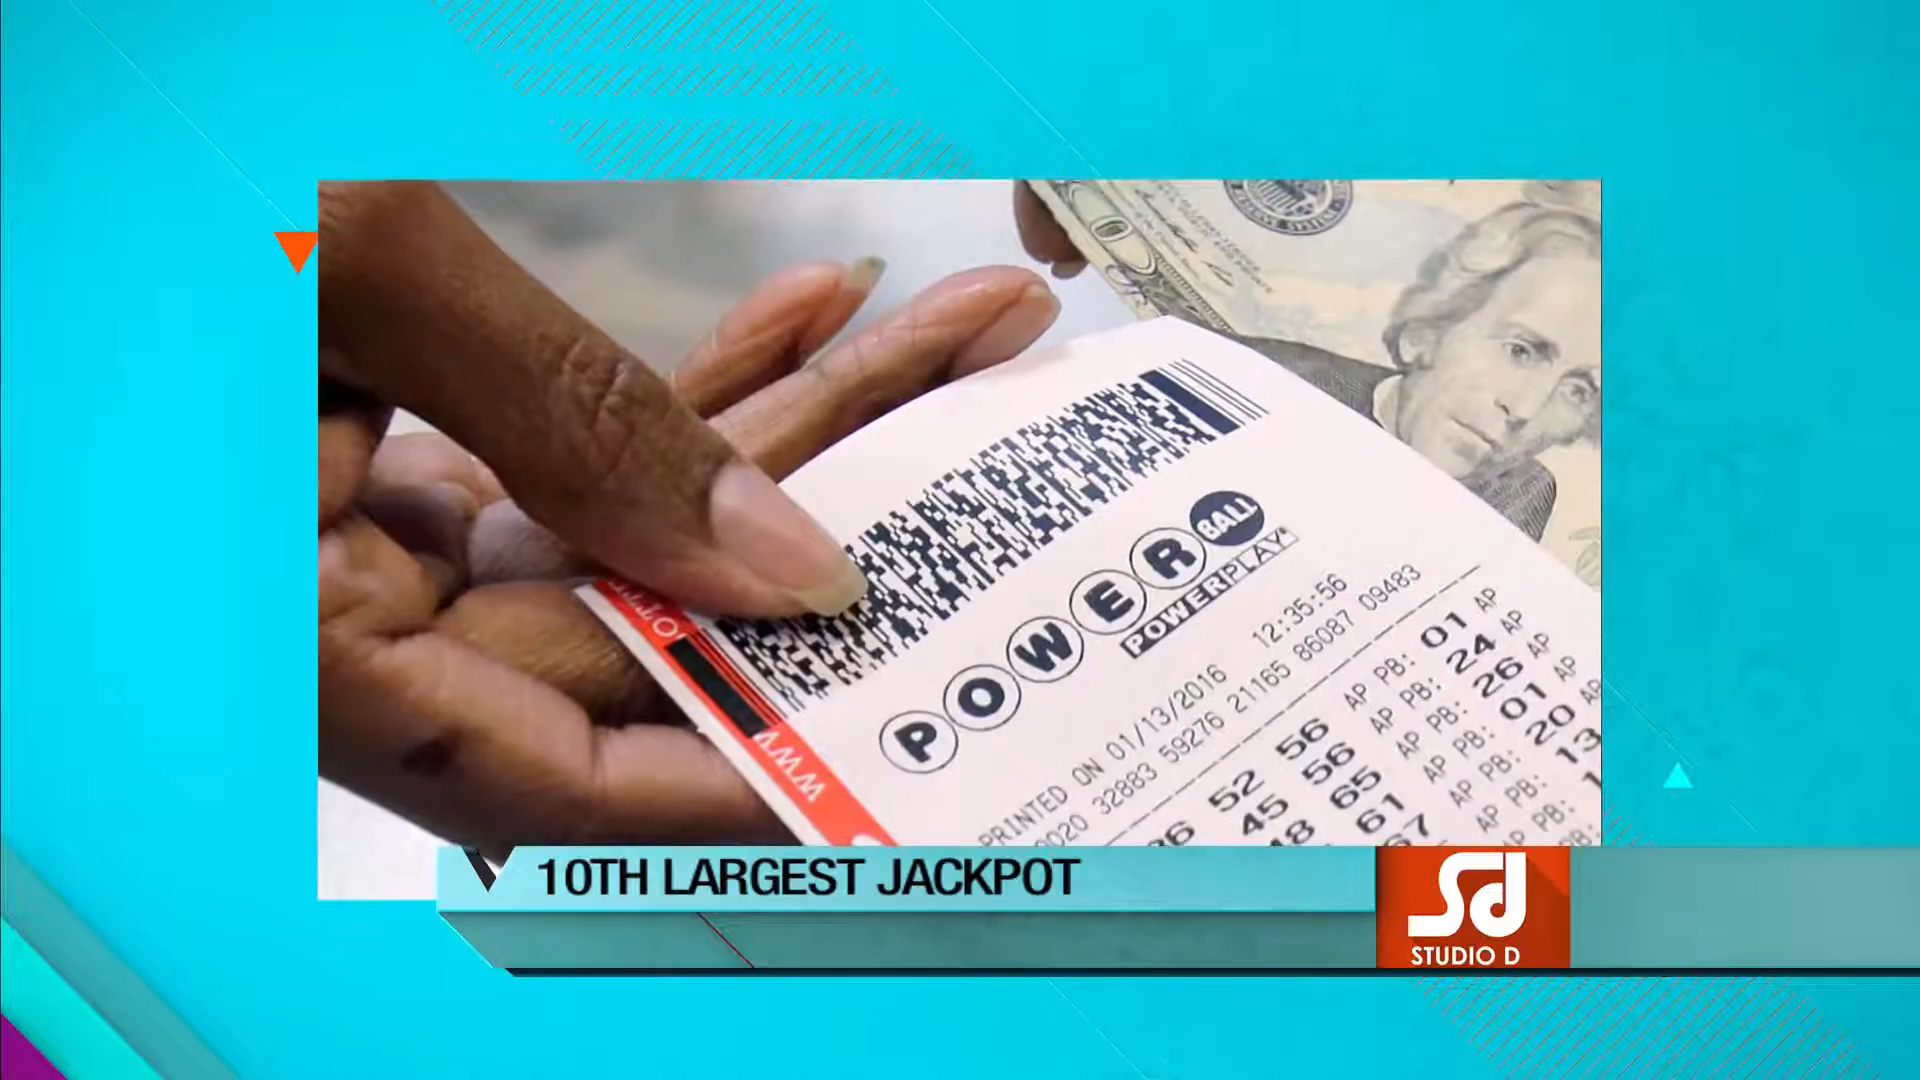 POWERBALL
POWERPLAY
PRINTED ON 01/13/2016 12:35:56
32883 59276 21165 86087 09483
52 56 AP PB: 01 AP
45 56 AP PB: 24 AP
65 AP PB: 26 AP
61 AP PB: 01 AP
AP PB: 20
AP PB: 13
WWW
10TH LARGEST JACKPOT
Sd
STUDIO D